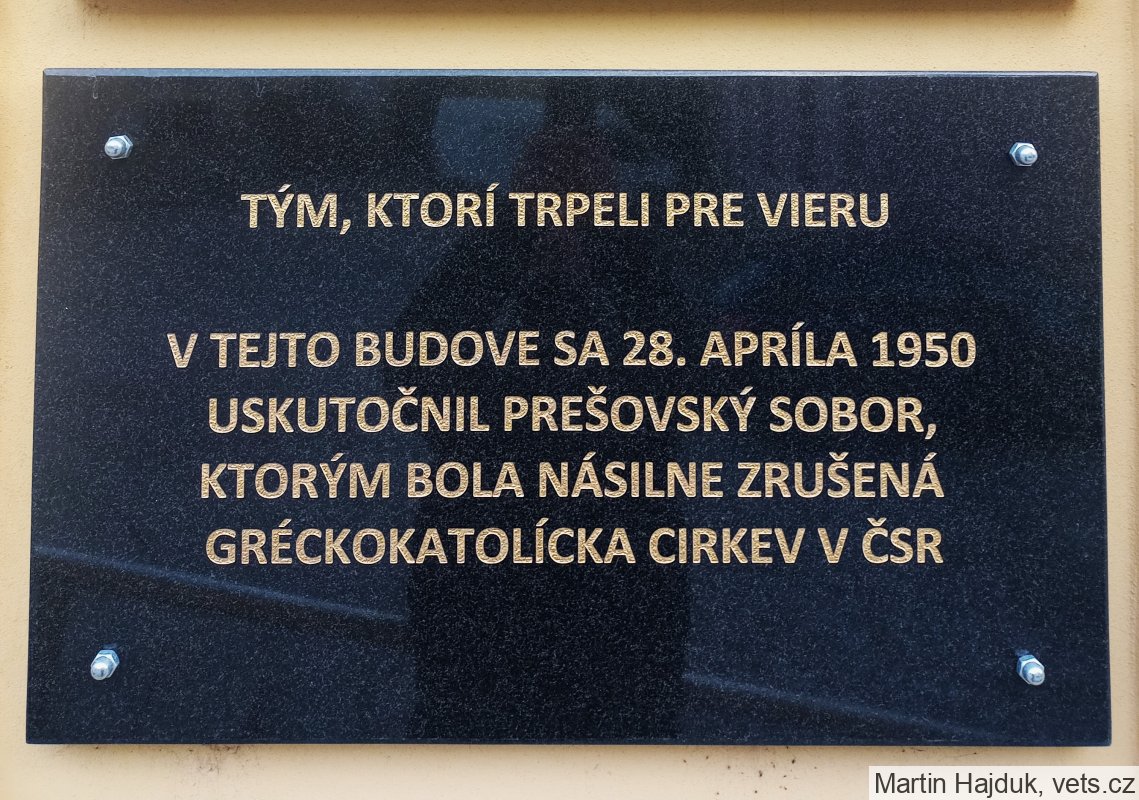 TÝM, KTORÍ TRPELI PRE VIERU
V TEJTO BUDOVE SA 28. APRÍLA 1950
USKUTOČNIL PREŠOVSKÝ SOBOR,
KTORÝM BOLA NÁSILNE ZRUŠENÁ
GRÉCKOKATOLÍCKA CIRKEV V ČSR
Martin Hajduk, vets.cz